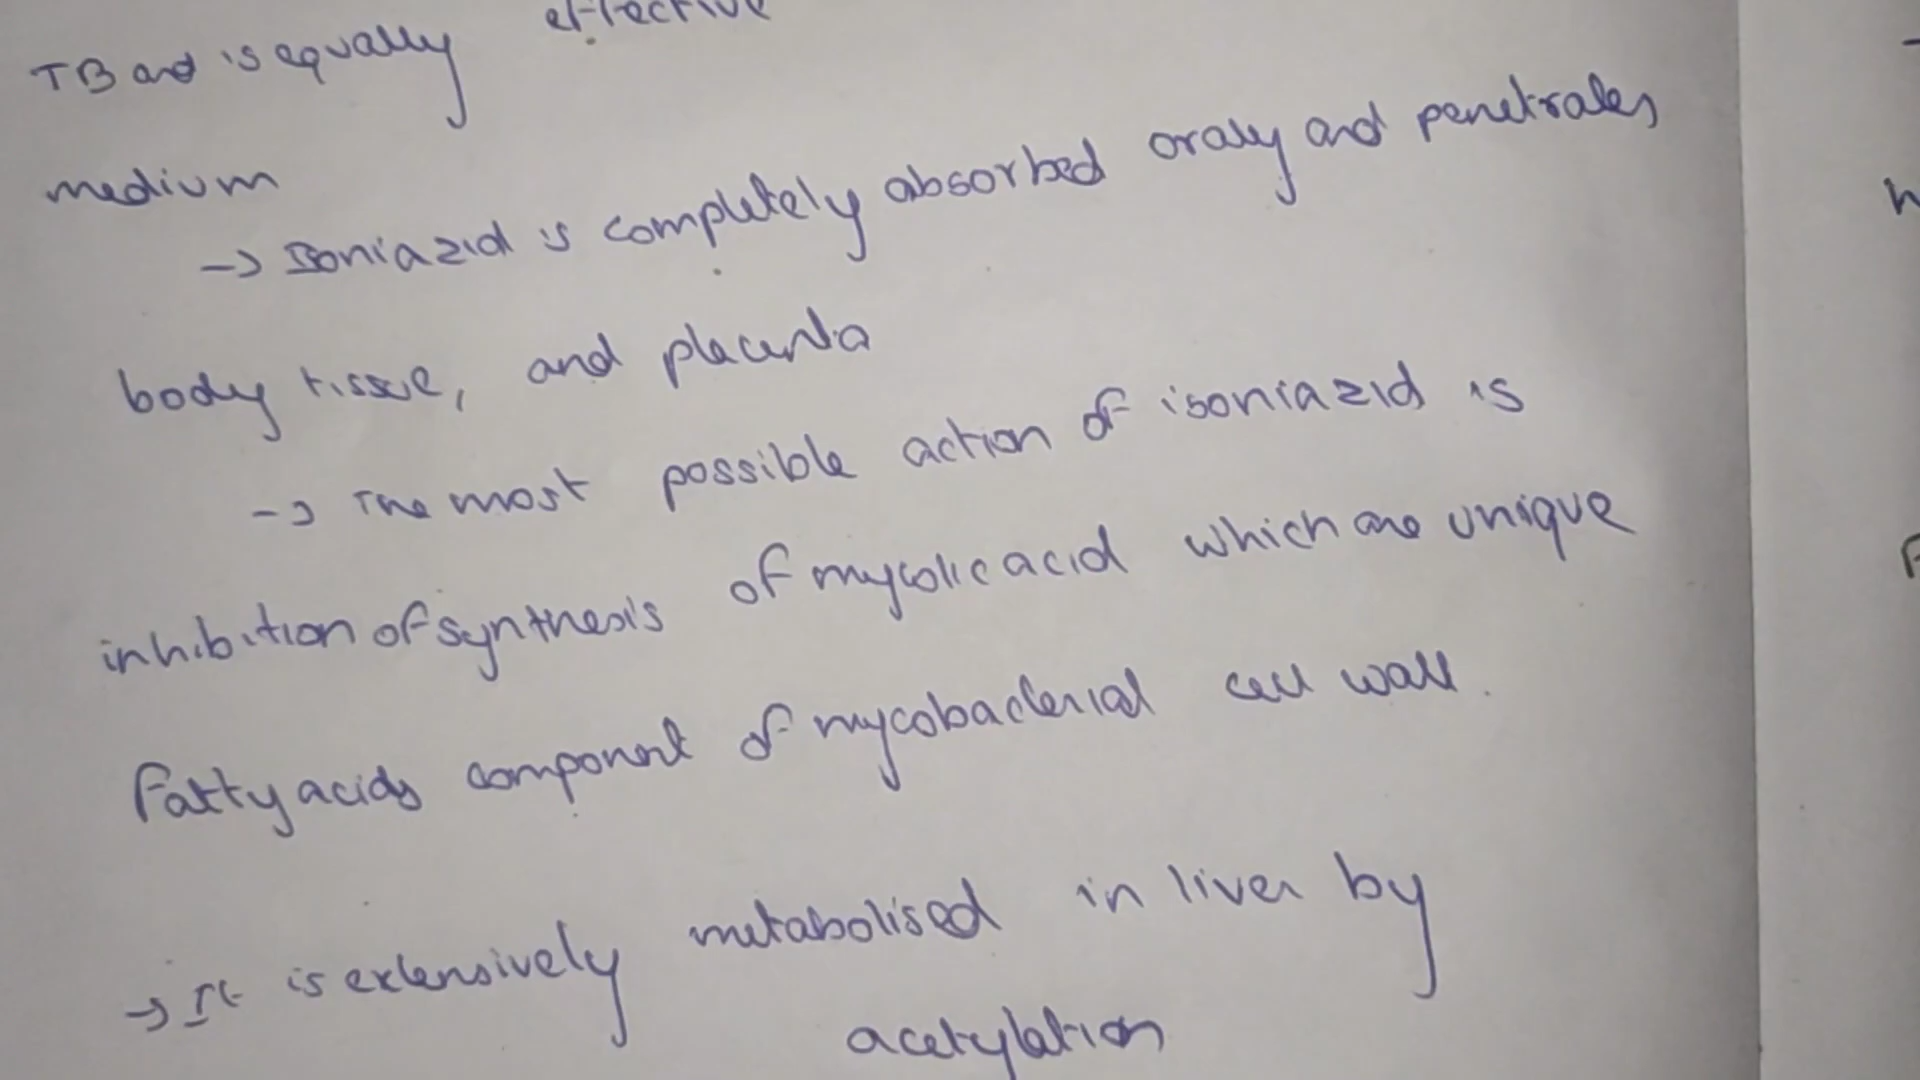 TB and is equally effective
medium
-> Isoniazid is completely absorbed oraly and penetrates
body tissue, and placenta
-> The most possible action of isoniazid is
inhibition of synthesis of mycolic acid which are unique
Fatty acids component of mycobacterial cell wall.
-> It is extensively metabolised in liver by
acetylation